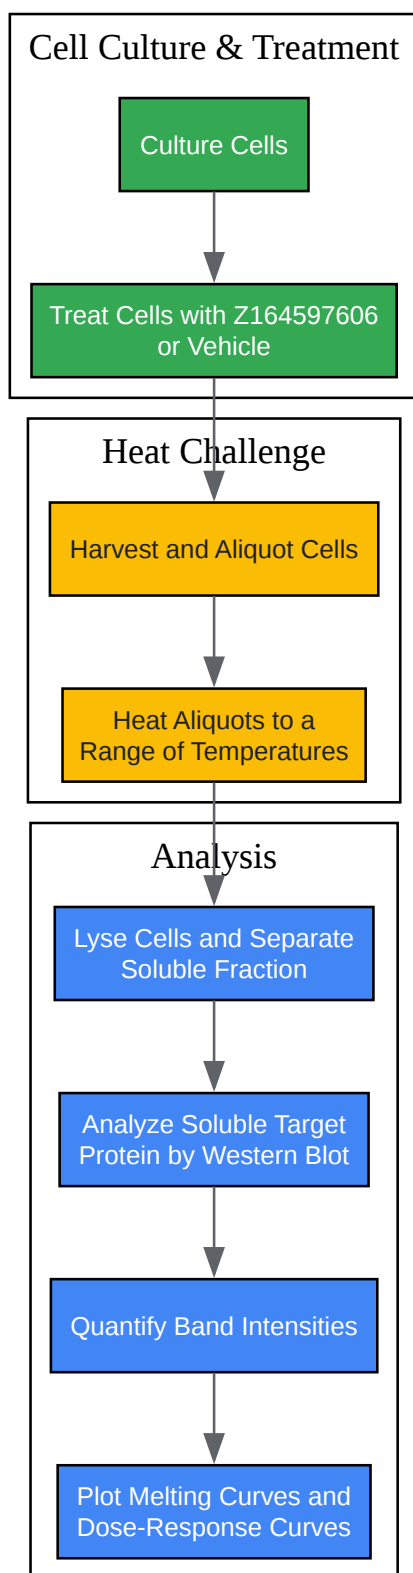 Cell Culture & Treatment
Culture Cells
Treat Cells with Z164597606
or Vehicle
Heat Challenge
Harvest and Aliquot Cells
Heat Aliquots to a
Range of Temperatures
Analysis
Lyse Cells and Separate
Soluble Fraction
Analyze Soluble Target
Protein by Western Blot
Quantify Band Intensities
Plot Melting Curves and
Dose-Response Curves